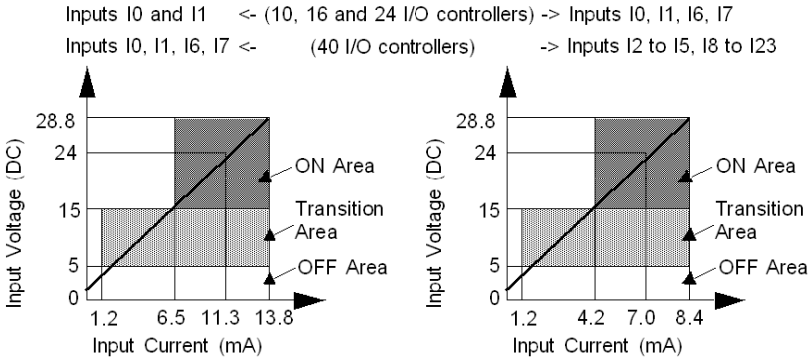 Inputs I0 and I1 <- (10, 16 and 24 I/O controllers) -> Inputs I0, I1, I6, I7
Inputs I0, I1, I6, I7 <- (40 I/O controllers) -> Inputs I2 to I5, I8 to I23
Input Voltage (DC)
28.8
24
15
5
0
ON Area
Transition
Area
OFF Area
1.2 6.5 11.3 13.8
Input Current (mA)
Input Voltage (DC)
28.8
24
15
5
0
ON Area
Transition
Area
OFF Area
1.2 4.2 7.0 8.4
Input Current (mA)